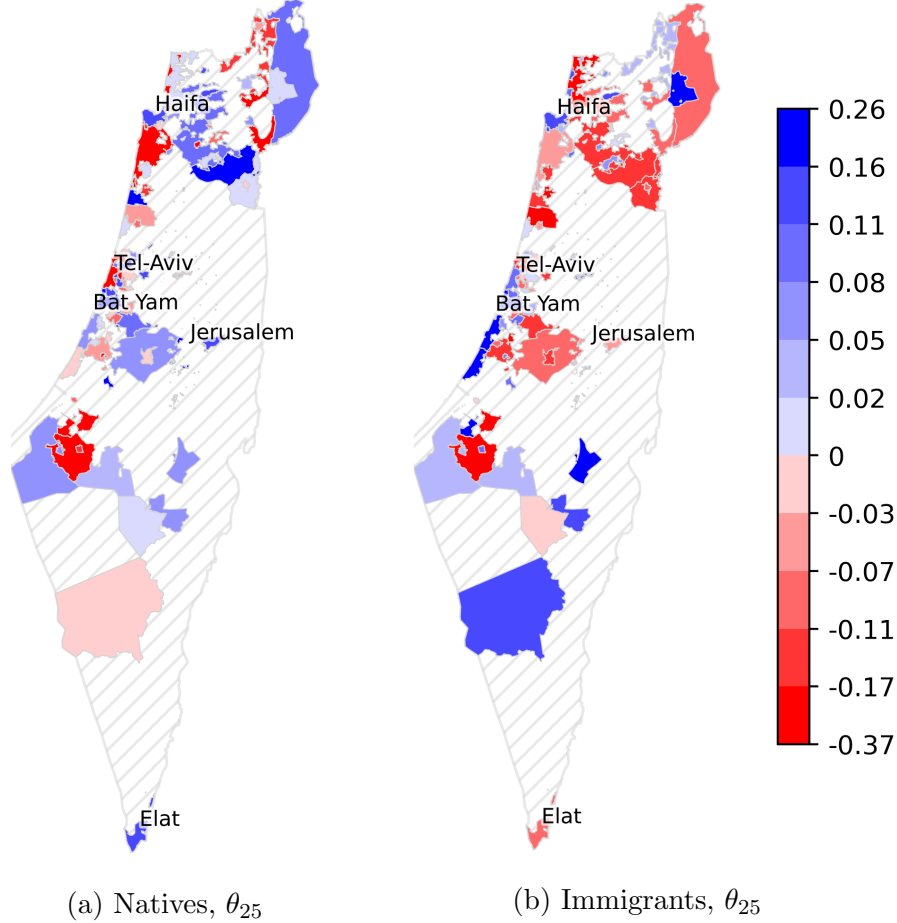 Haifa
Tel-Aviv
Bat Yam
Jerusalem
Elat
Haifa
Tel-Aviv
Bat Yam
Jerusalem
Elat
0.26
0.16
0.11
0.08
0.05
0.02
0
-0.03
-0.07
-0.11
-0.17
-0.37
(a) Natives, θ25
(b) Immigrants, θ25